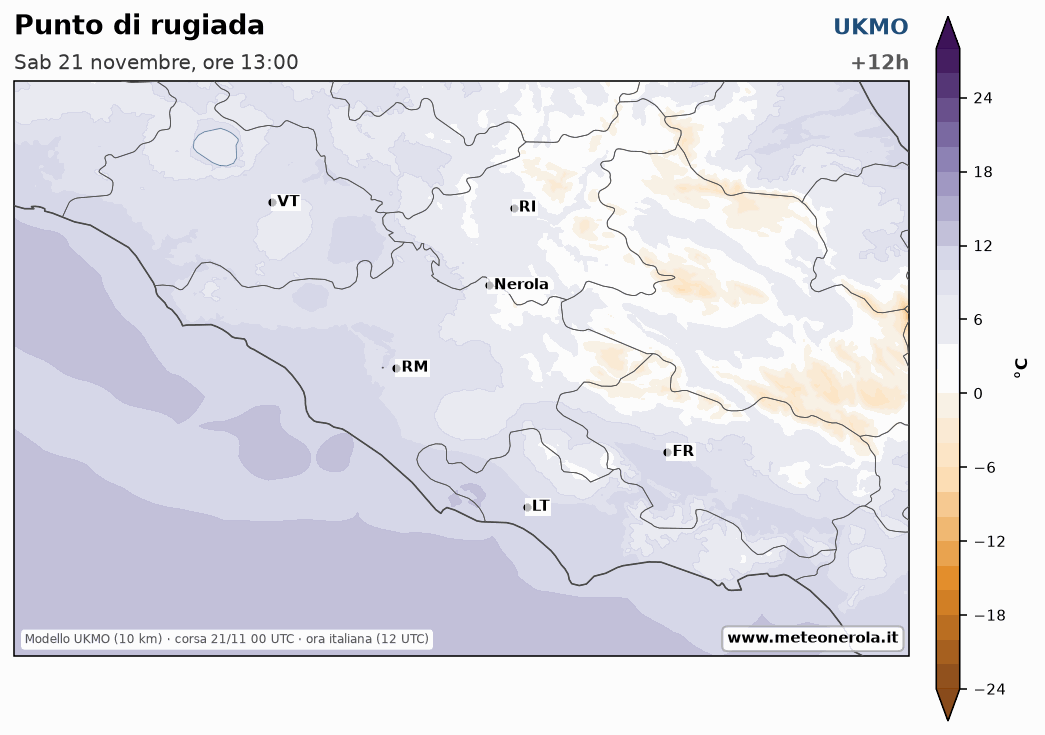 Punto di rugiada
UKMO
Sab 21 novembre, ore 13:00
+12h
24
18
12
6
0
−6
−12
−18
−24
°C
VT
RI
Nerola
RM
FR
LT
Modello UKMO (10 km) · corsa 21/11 00 UTC · ora italiana (12 UTC)
www.meteonerola.it